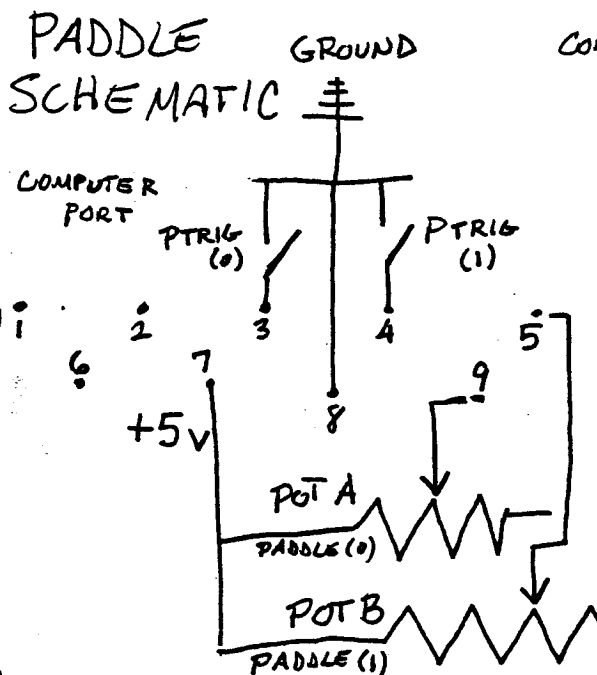 PADDLE
SCHEMATIC
GROUND
COMPUTER
PORT
PTRIG
(0)
PTRIG
(1)
1
2
3
4
5
6
7
8
9
+5v
POT A
PADDLE (0)
POT B
PADDLE (1)